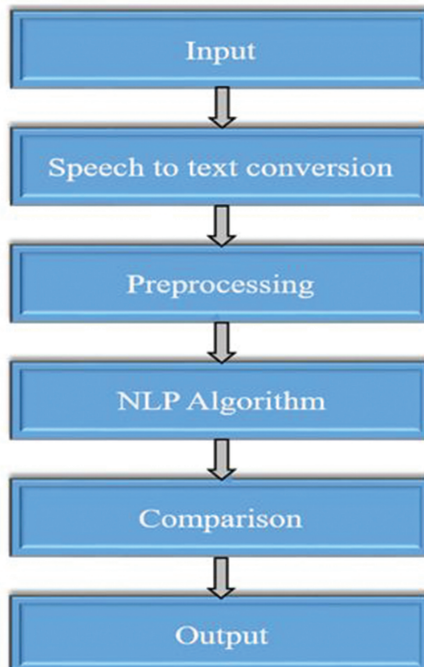 Input
Speech to text conversion
Preprocessing
NLP Algorithm
Comparison
Output